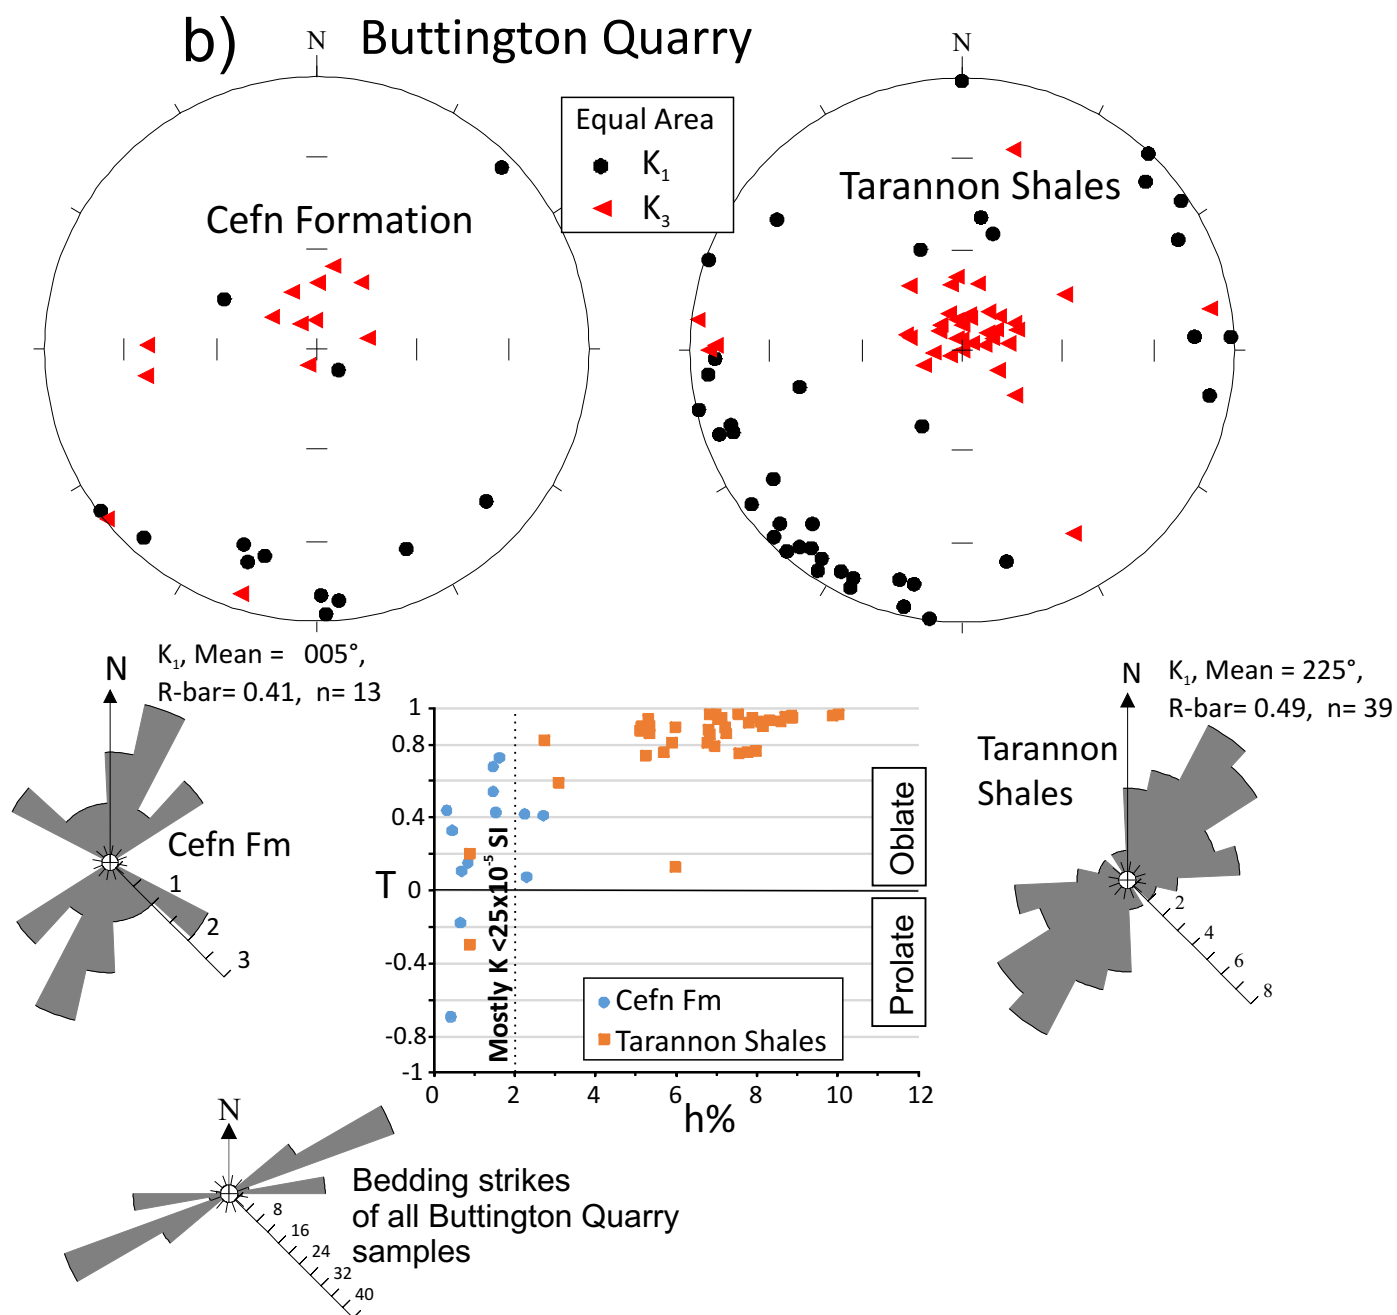 b) Buttington Quarry
N
N
Equal Area
K1
K3
Cefn Formation
Tarannon Shales
K1, Mean = 005°,
R-bar= 0.41, n= 13
N
Cefn Fm
1
2
3
K1, Mean = 225°,
R-bar= 0.49, n= 39
N
Tarannon
Shales
2
4
6
8
1
0.8
0.4
T
0
-0.4
-0.8
-1
0
2
4
6
8
10
12
h%
Mostly K <25x10-5 SI
Oblate
Prolate
Cefn Fm
Tarannon Shales
N
8
16
24
32
40
Bedding strikes
of all Buttington Quarry
samples